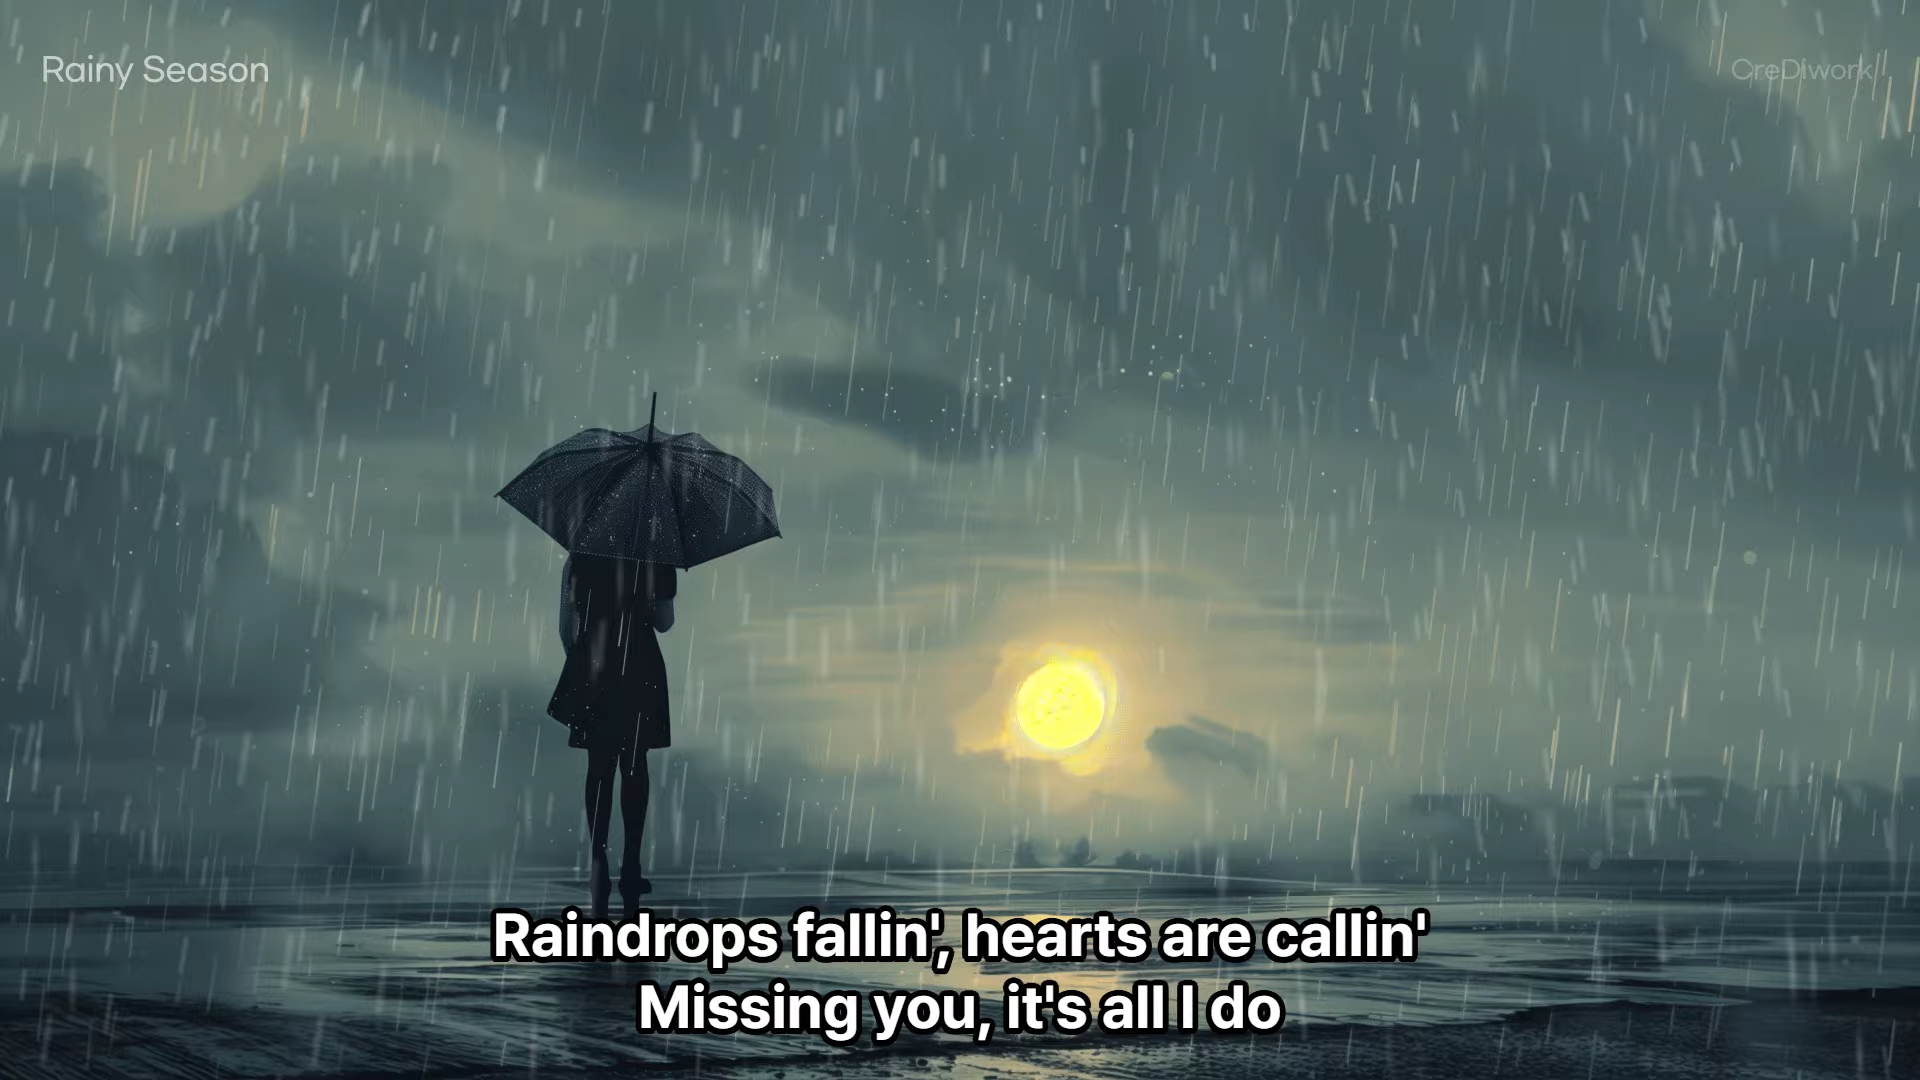 Rainy Season
CreDiwork
Raindrops fallin', hearts are callin'
Missing you, it's all I do